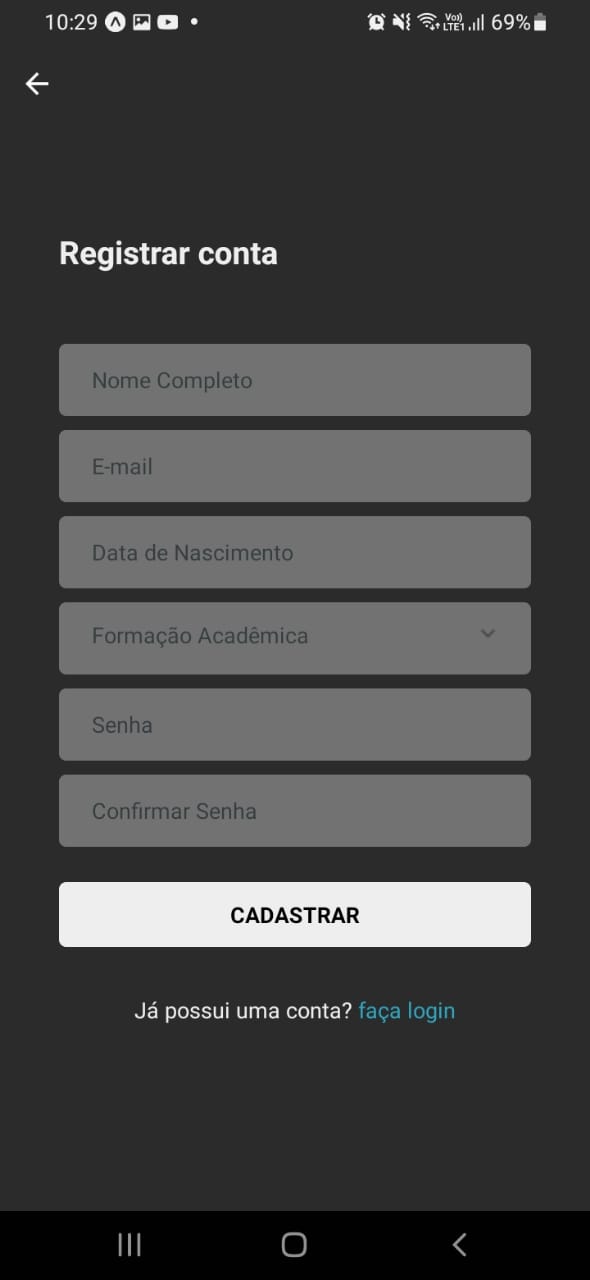 10:29 69%
Registrar conta
Nome Completo
E-mail
Data de Nascimento
Formação Acadêmica
Senha
Confirmar Senha
CADASTRAR
Já possui uma conta? faça login